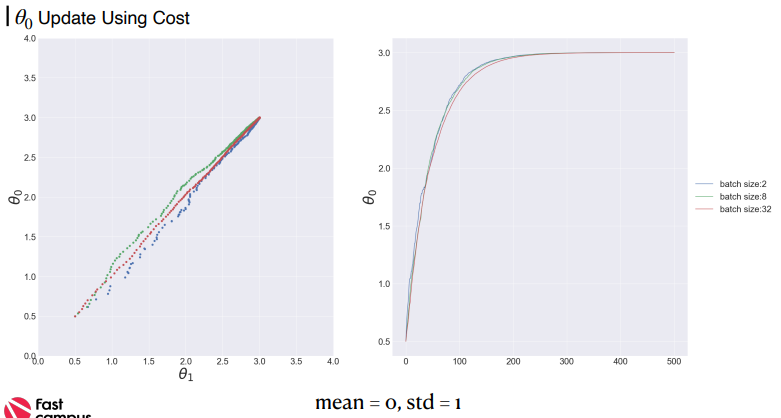 θ0 Update Using Cost
4.0
3.5
3.0
2.5
2.0
1.5
1.0
0.5
0.0
θ0
0.0 0.5 1.0 1.5 2.0 2.5 3.0 3.5 4.0
θ1
3.0
2.5
2.0
1.5
1.0
0.5
θ0
0 100 200 300 400 500
batch size:2
batch size:8
batch size:32
mean = 0, std = 1
Fast
campus